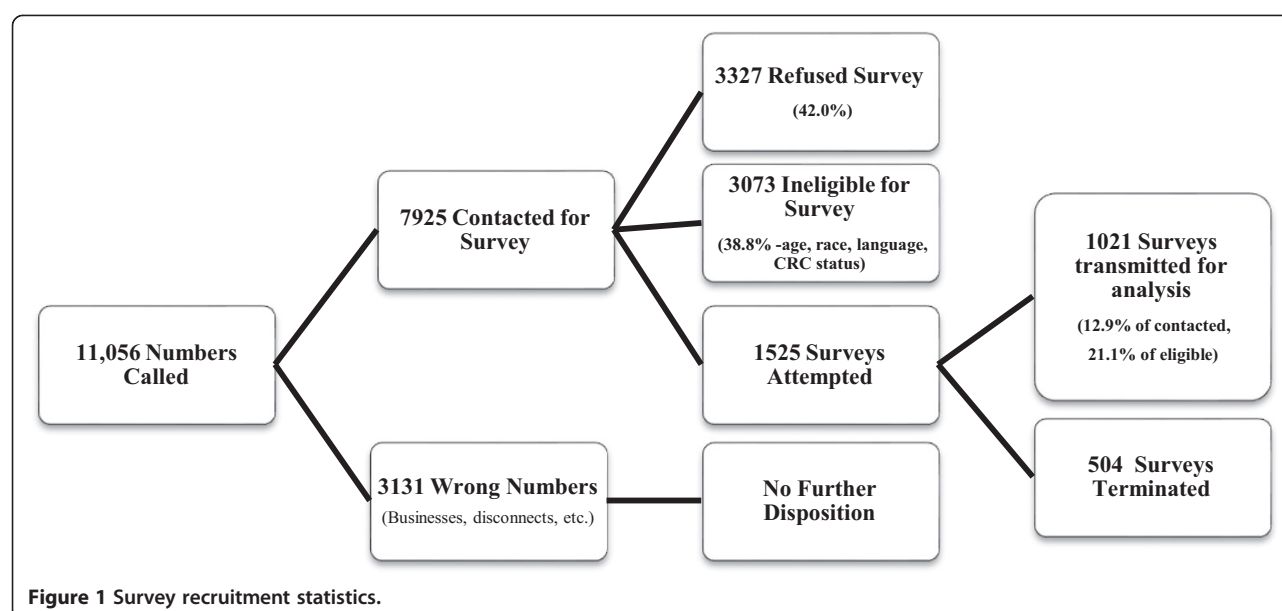 3327 Refused Survey
(42.0%)
3073 Ineligible for
Survey
(38.8% -age, race, language,
CRC status)
7925 Contacted for
Survey
1021 Surveys
transmitted for
analysis
(12.9% of contacted,
21.1% of eligible)
11,056 Numbers
Called
1525 Surveys
Attempted
3131 Wrong Numbers
(Businesses, disconnects, etc.)
No Further
Disposition
504 Surveys
Terminated
Figure 1 Survey recruitment statistics.